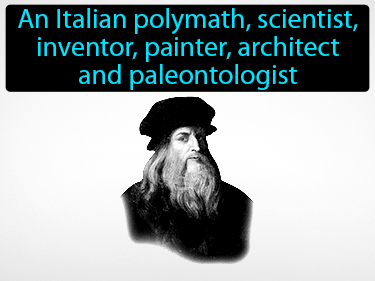 An Italian polymath, scientist,
inventor, painter, architect
and paleontologist